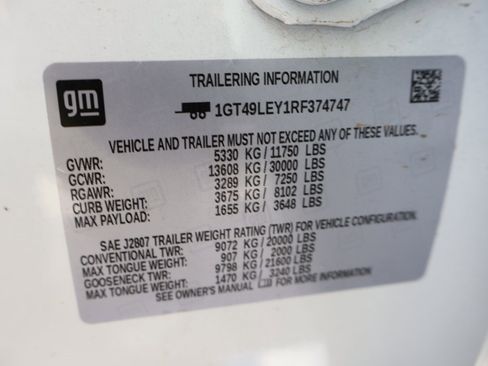 gm
TRAILERING INFORMATION
1GT49LEY1RF374747
VEHICLE AND TRAILER MUST NOT EXCEED ANY OF THESE VALUES.
GVWR: 5330 KG/11750 LBS
GCWR: 13608 KG/30000 LBS
RGAWR: 3289 KG/ 7250 LBS
CURB WEIGHT: 3675 KG/ 8102 LBS
MAX PAYLOAD: 1655 KG/ 3648 LBS
SAE J2807 TRAILER WEIGHT RATING (TWR) FOR VEHICLE CONFIGURATION.
CONVENTIONAL TWR: 9072 KG/20000 LBS
MAX TONGUE WEIGHT: 907 KG/ 2000 LBS
GOOSENECK TWR: 9798 KG/21600 LBS
MAX TONGUE WEIGHT: 1470 KG/ 3240 LBS
SEE OWNER'S MANUAL FOR MORE INFORMATION